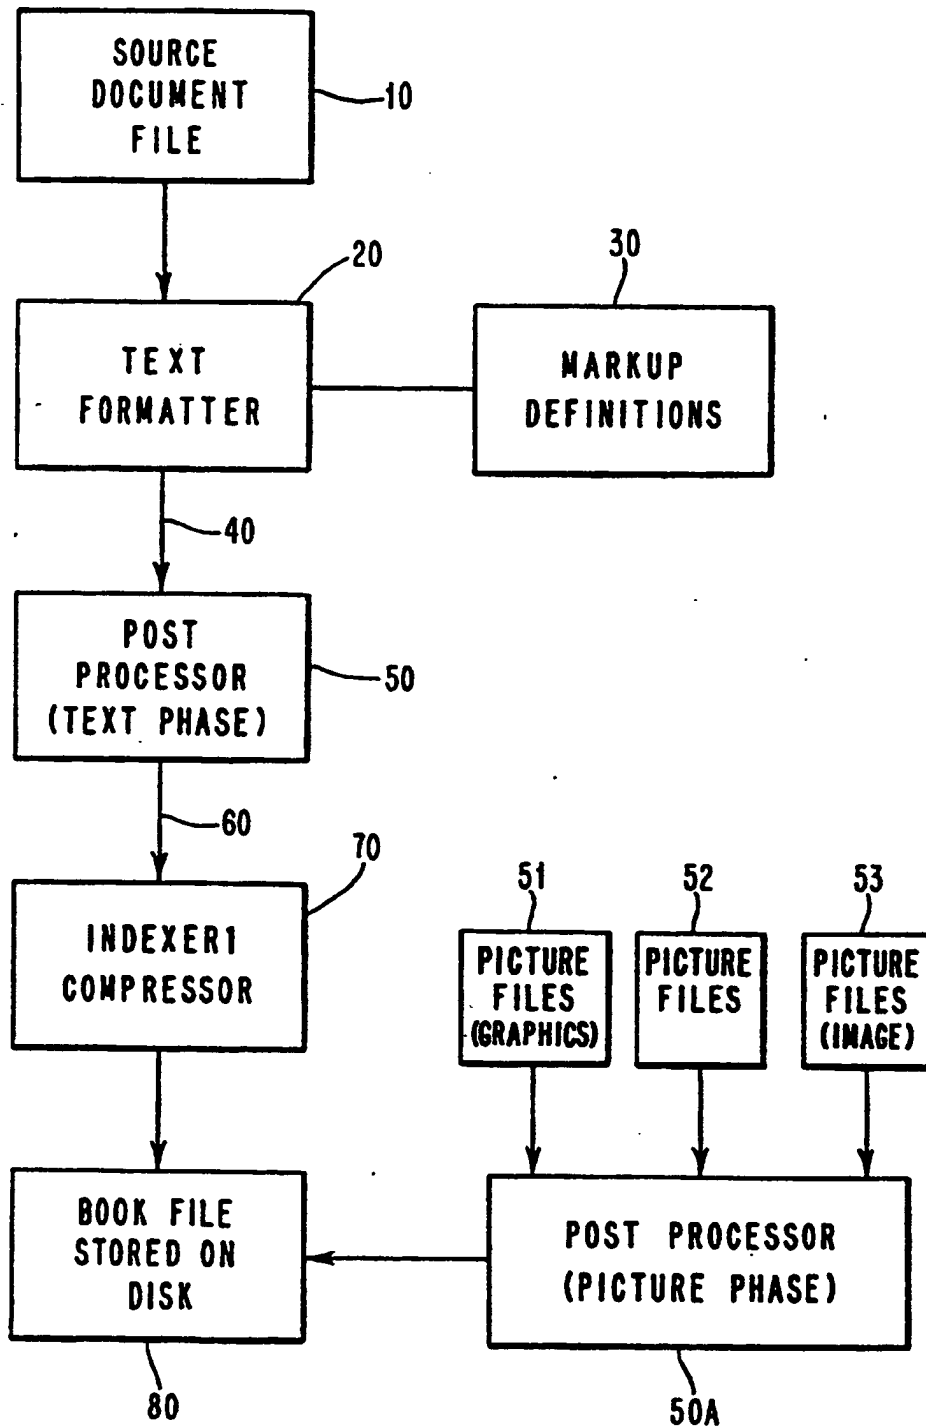 SOURCE
DOCUMENT
FILE
10
20
30
TEXT
FORMATTER
MARKUP
DEFINITIONS
40
POST
PROCESSOR
(TEXT PHASE)
50
60
70
INDEXER1
COMPRESSOR
51
52
53
PICTURE
FILES
(GRAPHICS)
PICTURE
FILES
PICTURE
FILES
(IMAGE)
BOOK FILE
STORED ON
DISK
POST PROCESSOR
(PICTURE PHASE)
80
50A